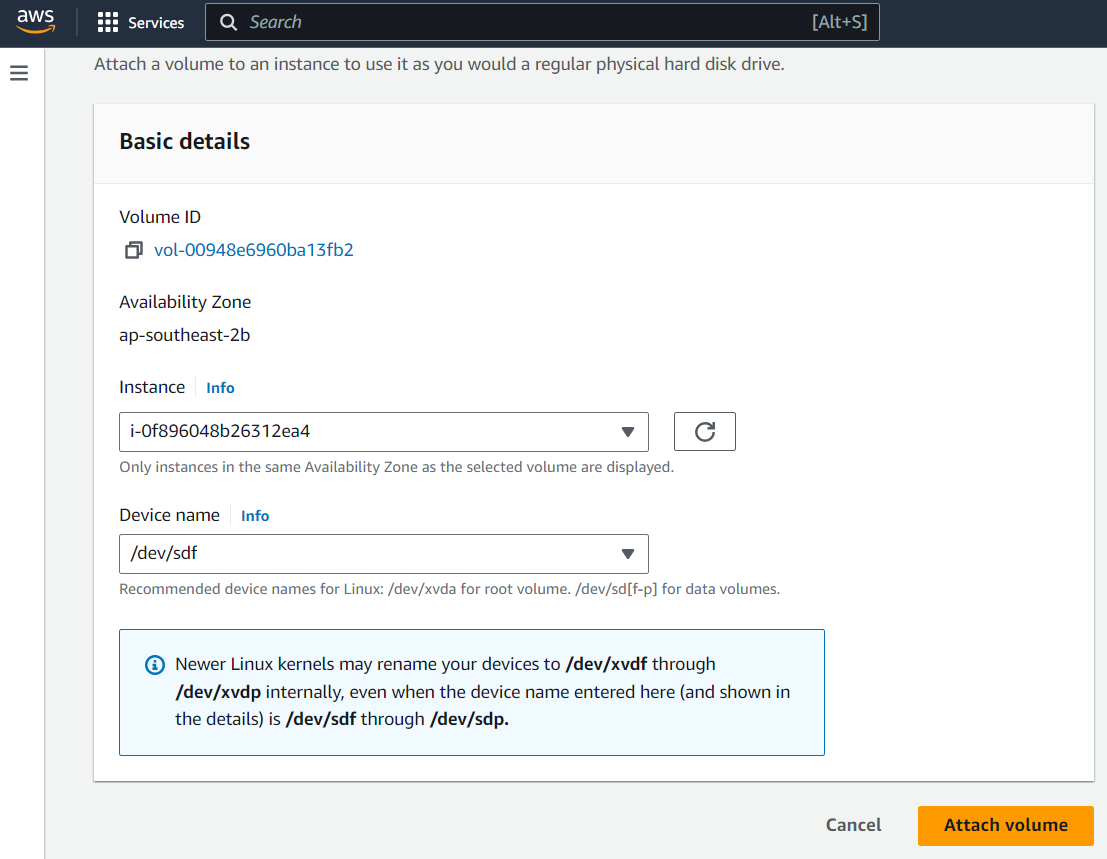 aws
Services
Search
[Alt+S]
Attach a volume to an instance to use it as you would a regular physical hard disk drive.
Basic details
Volume ID
vol-00948e6960ba13fb2
Availability Zone
ap-southeast-2b
Instance Info
i-0f896048b26312ea4
Only instances in the same Availability Zone as the selected volume are displayed.
Device name Info
/dev/sdf
Recommended device names for Linux: /dev/xvda for root volume. /dev/sd[f-p] for data volumes.
Newer Linux kernels may rename your devices to /dev/xvdf through
/dev/xvdp internally, even when the device name entered here (and shown in
the details) is /dev/sdf through /dev/sdp.
Cancel
Attach volume